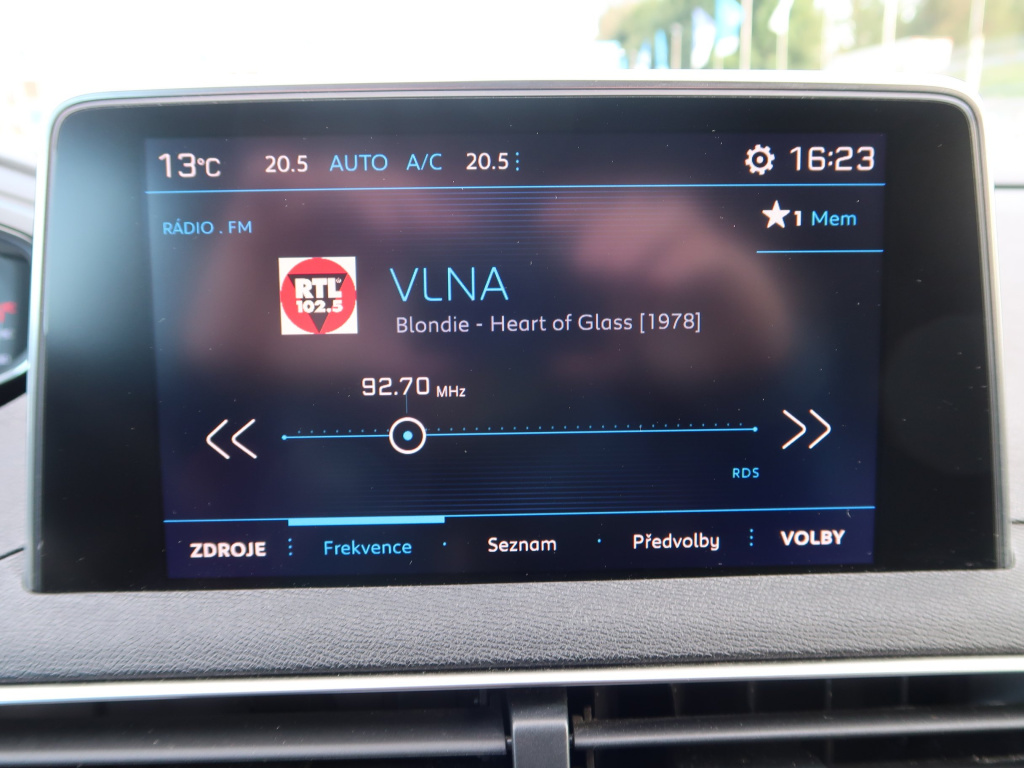 13°C 20.5 AUTO A/C 20.5 16:23
RÁDIO . FM
1 Mem
RTL
102.5
VLNA
Blondie - Heart of Glass [1978]
92.70 MHz
RDS
ZDROJE Frekvence Seznam Předvolby VOLBY